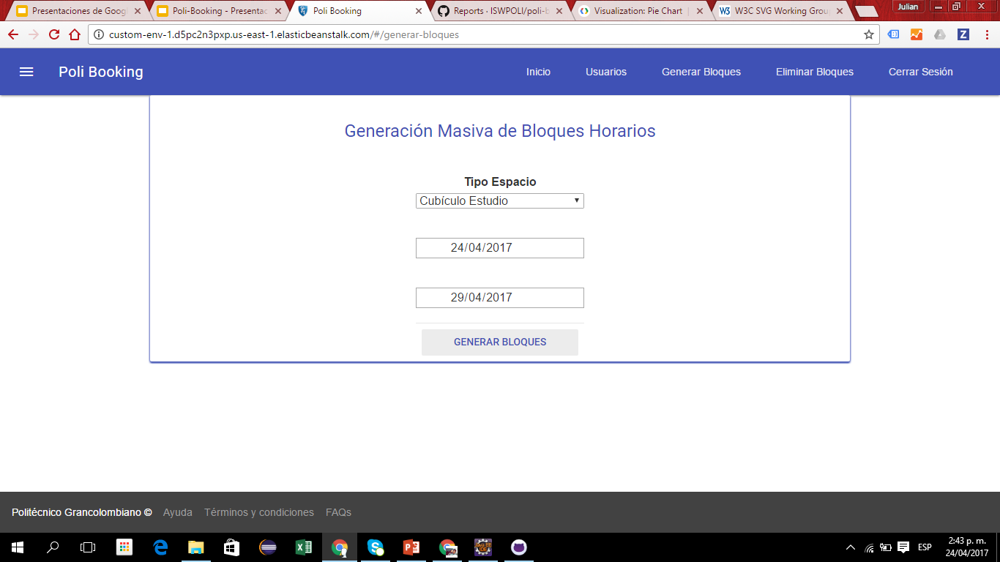 Presentaciones de Goog
Poli-Booking - Presentac
Poli Booking
Reports · ISWPOLI/poli-b
Visualization: Pie Chart
W3C SVG Working Grou
Julian
custom-env-1.d5pc2n3pxp.us-east-1.elasticbeanstalk.com/#/generar-bloques
Poli Booking
Inicio
Usuarios
Generar Bloques
Eliminar Bloques
Cerrar Sesión
Generación Masiva de Bloques Horarios
Tipo Espacio
Cubículo Estudio
24/04/2017
29/04/2017
GENERAR BLOQUES
Politécnico Grancolombiano © Ayuda Términos y condiciones FAQs
ESP
2:43 p. m.
24/04/2017